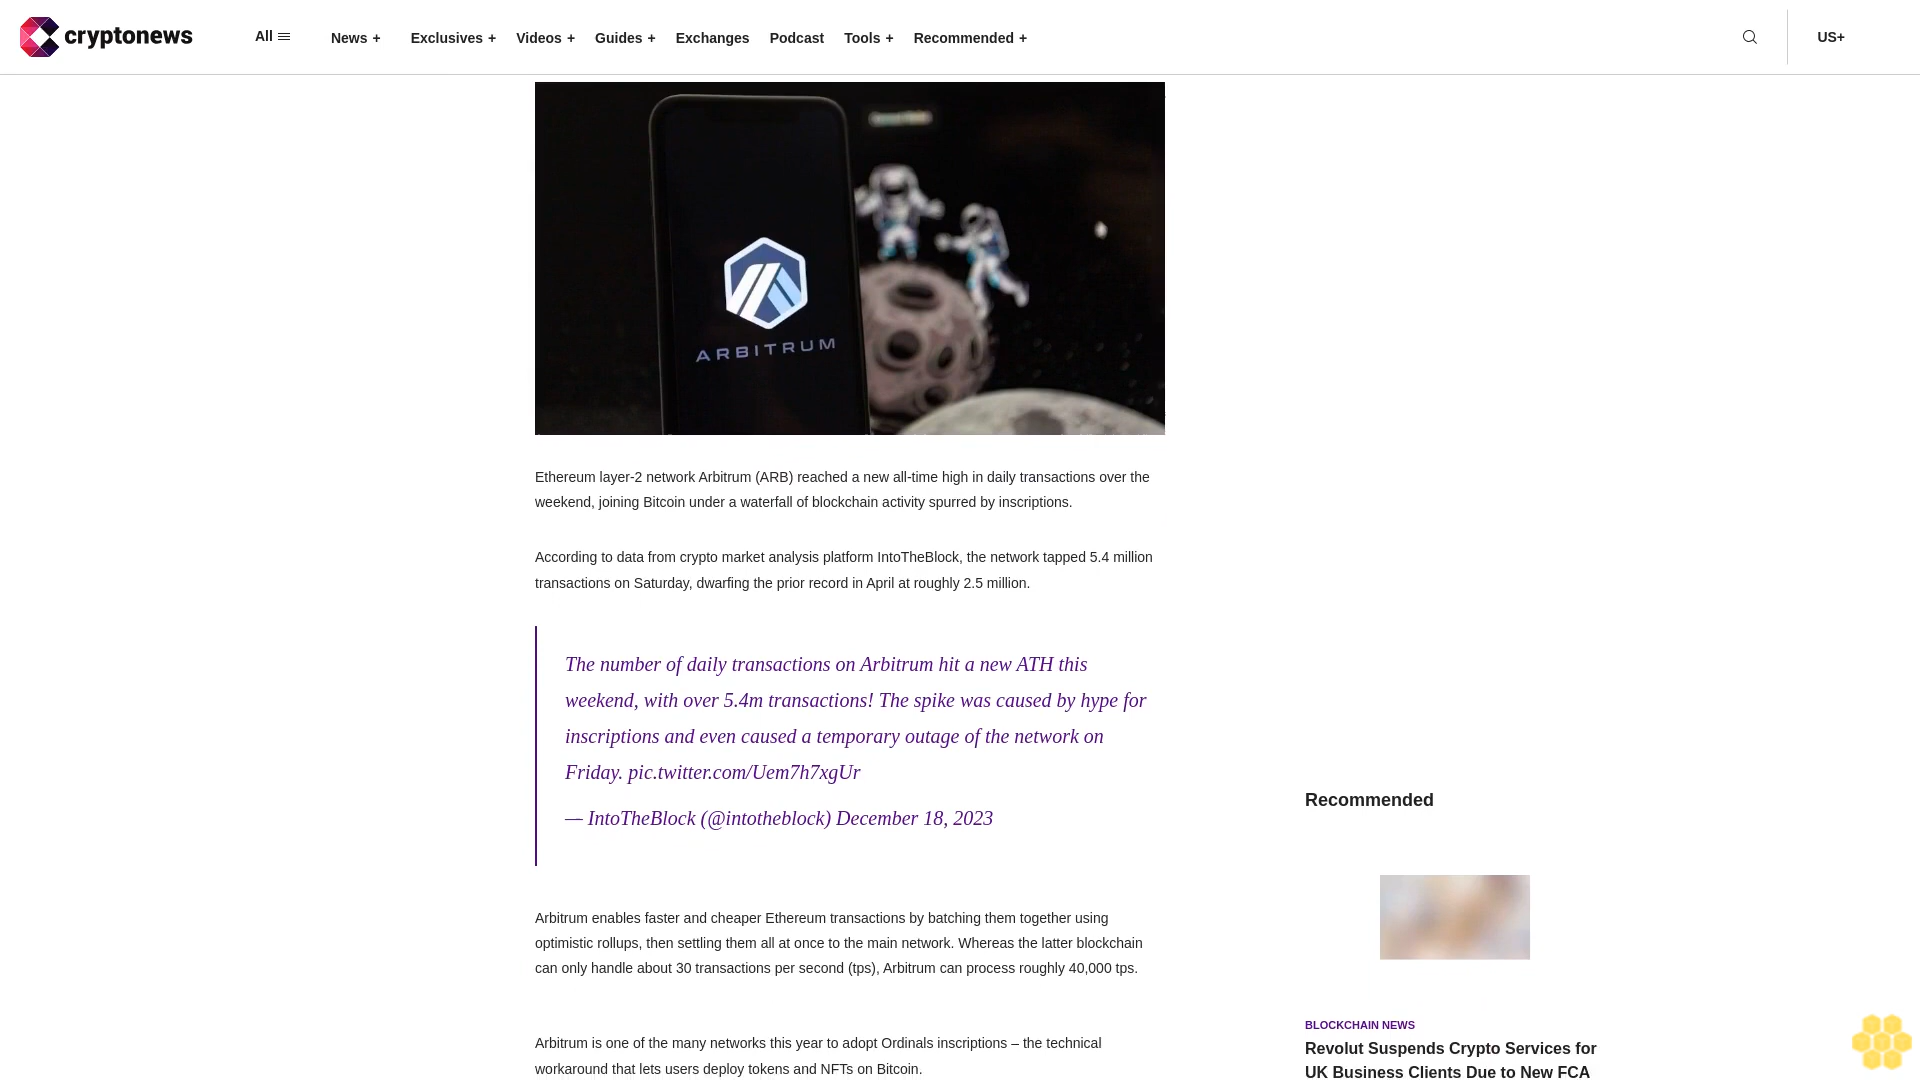 cryptonews
All
News +
Exclusives +
Videos +
Guides +
Exchanges
Podcast
Tools +
Recommended +
US+
ARBITRUM
Ethereum layer-2 network Arbitrum (ARB) reached a new all-time high in daily transactions over the
weekend, joining Bitcoin under a waterfall of blockchain activity spurred by inscriptions.
According to data from crypto market analysis platform IntoTheBlock, the network tapped 5.4 million
transactions on Saturday, dwarfing the prior record in April at roughly 2.5 million.
The number of daily transactions on Arbitrum hit a new ATH this
weekend, with over 5.4m transactions! The spike was caused by hype for
inscriptions and even caused a temporary outage of the network on
Friday. pic.twitter.com/Uem7h7xgUr
— IntoTheBlock (@intotheblock) December 18, 2023
Arbitrum enables faster and cheaper Ethereum transactions by batching them together using
optimistic rollups, then settling them all at once to the main network. Whereas the latter blockchain
can only handle about 30 transactions per second (tps), Arbitrum can process roughly 40,000 tps.
Arbitrum is one of the many networks this year to adopt Ordinals inscriptions – the technical
workaround that lets users deploy tokens and NFTs on Bitcoin.
Recommended
BLOCKCHAIN NEWS
Revolut Suspends Crypto Services for
UK Business Clients Due to New FCA